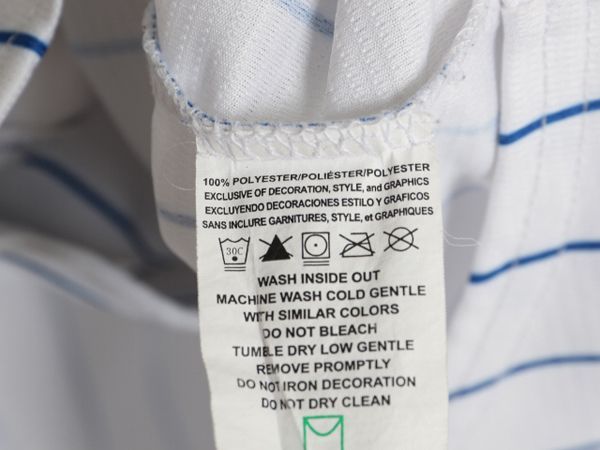 100% POLYESTER/POLIÉSTER/POLYESTER
EXCLUSIVE OF DECORATION, STYLE, and GRAPHICS
EXCLUYENDO DECORACIONES ESTILO y GRAFICOS
SANS INCLURE GARNITURES, STYLE, et GRAPHIQUES
30C
WASH INSIDE OUT
MACHINE WASH COLD GENTLE
WITH SIMILAR COLORS
DO NOT BLEACH
TUMBLE DRY LOW GENTLE
REMOVE PROMPTLY
DO NOT IRON DECORATION
DO NOT DRY CLEAN